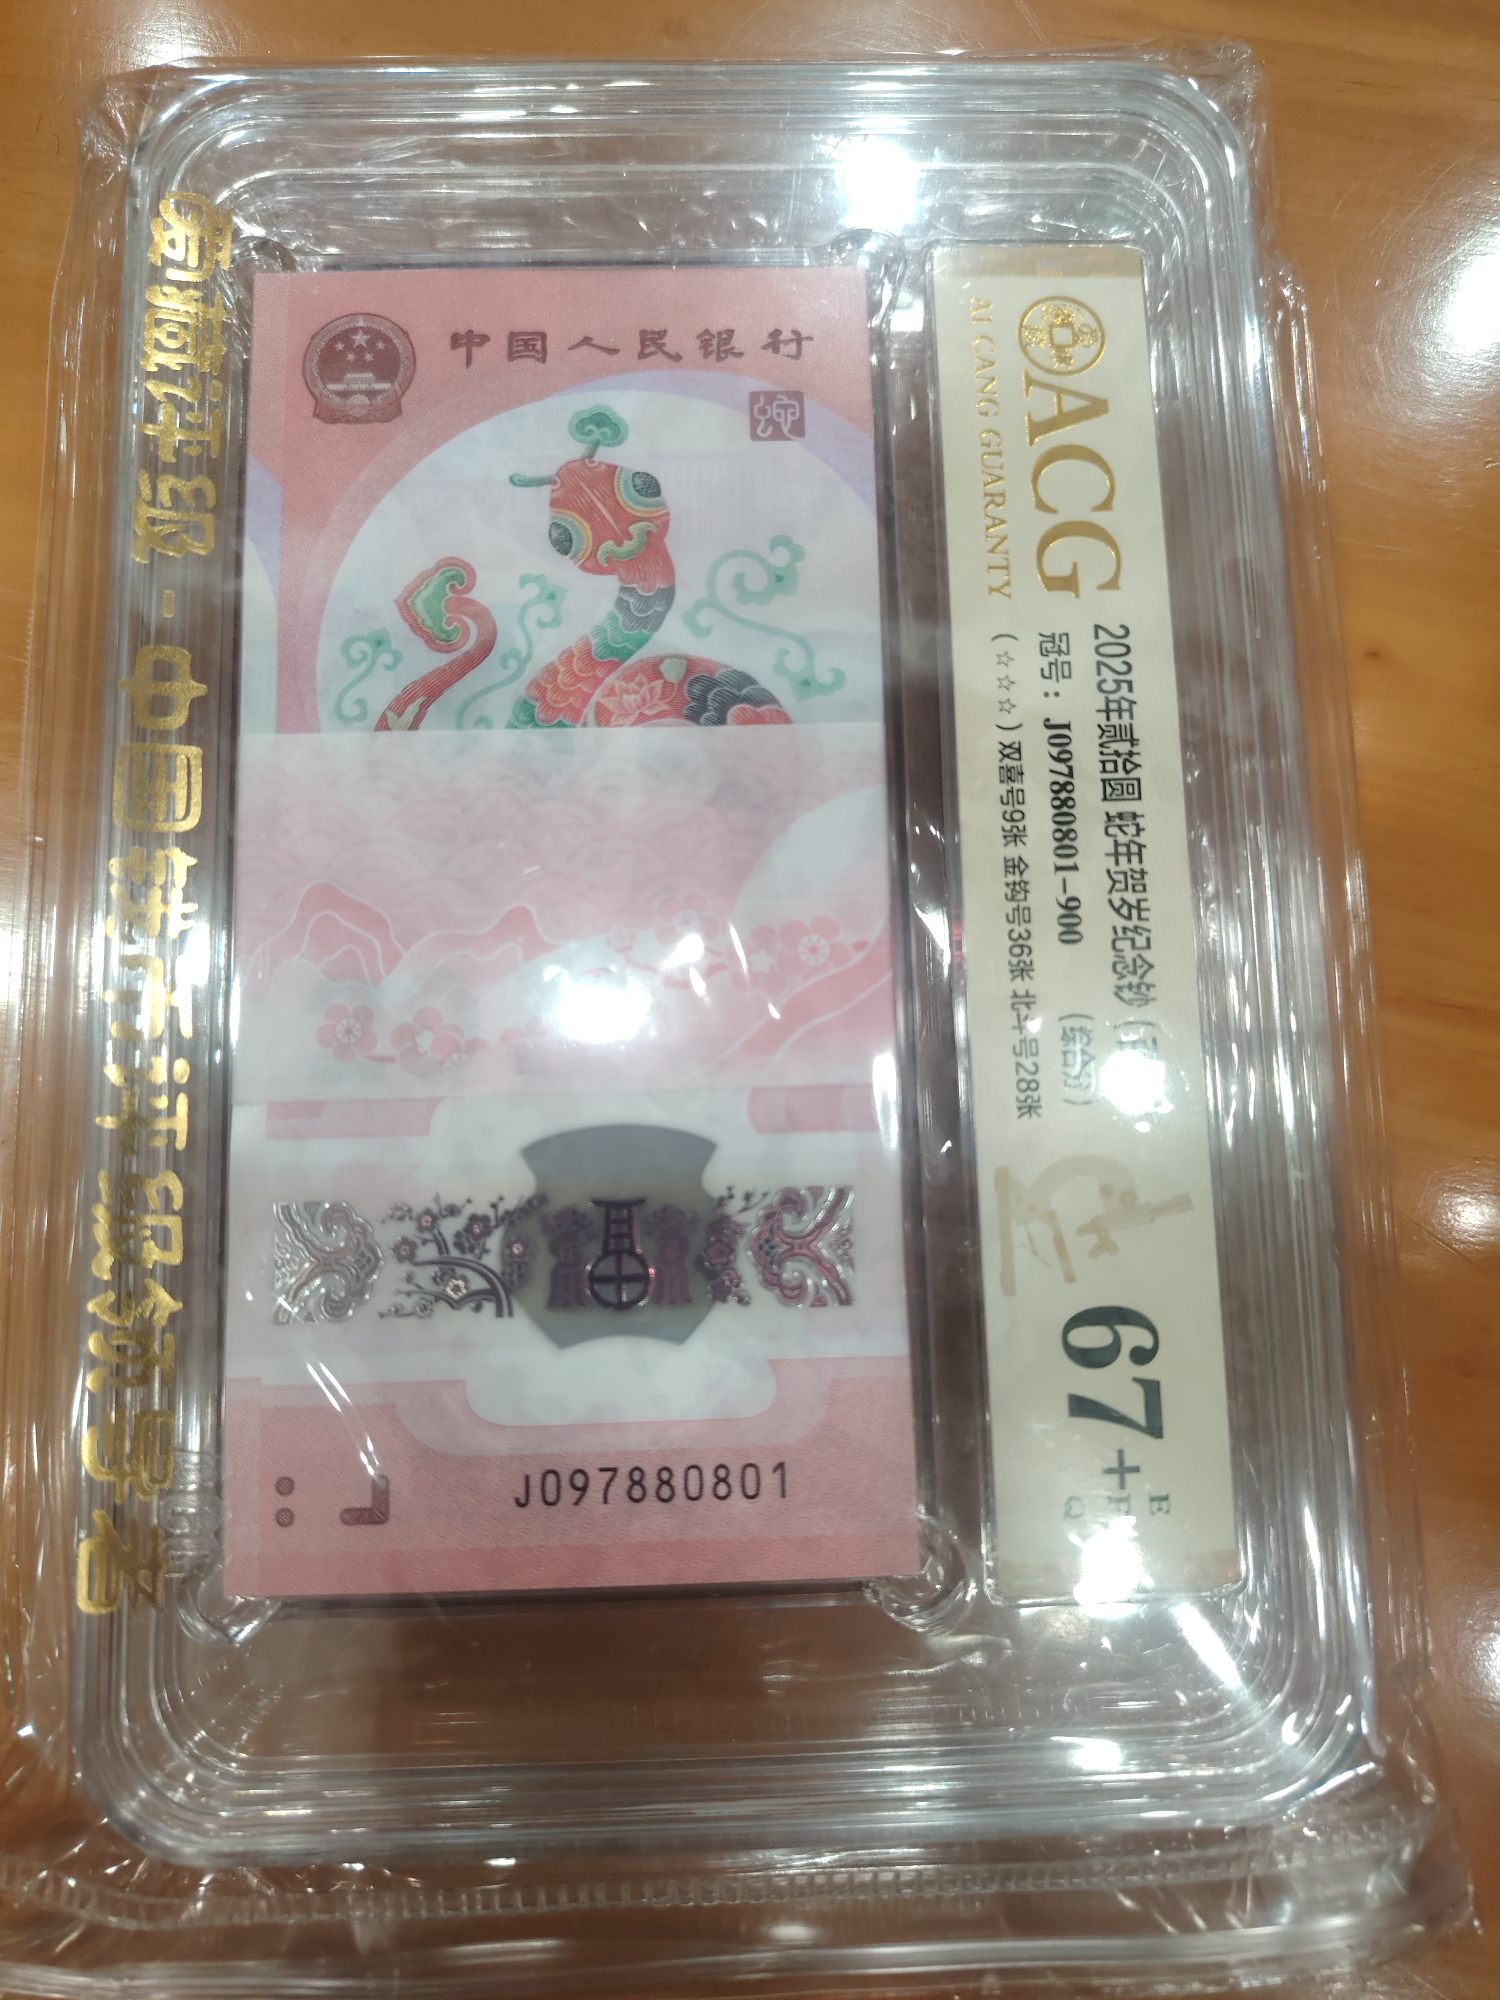 爱藏评级 - 中国钱币评级领导者
中国人民银行
蛇
J097880801
ACG
AI CANG GUARANTY
2025年贰拾圆 蛇年贺岁纪念钞
冠号：J097880801-900 （综合分）
（☆☆☆）双喜号9张 金钩号36张 北斗号28张
67+
E
Q